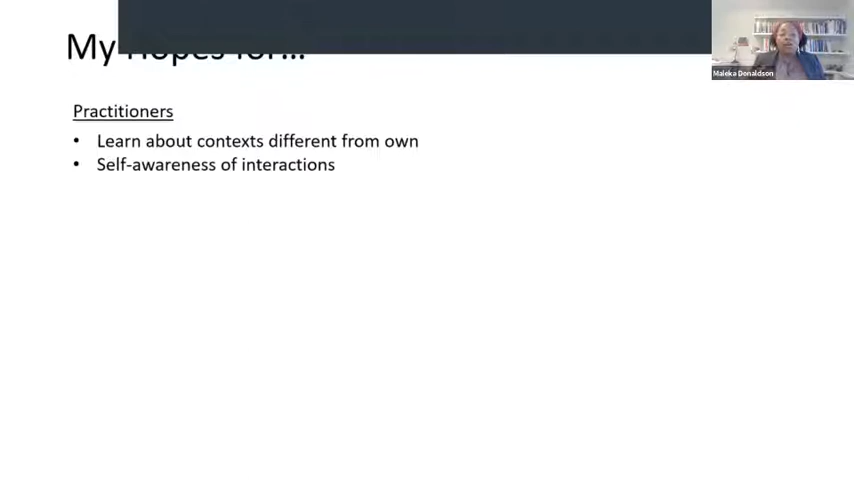 My Hopes for...
Maleka Donaldson
Practitioners
• Learn about contexts different from own
• Self-awareness of interactions